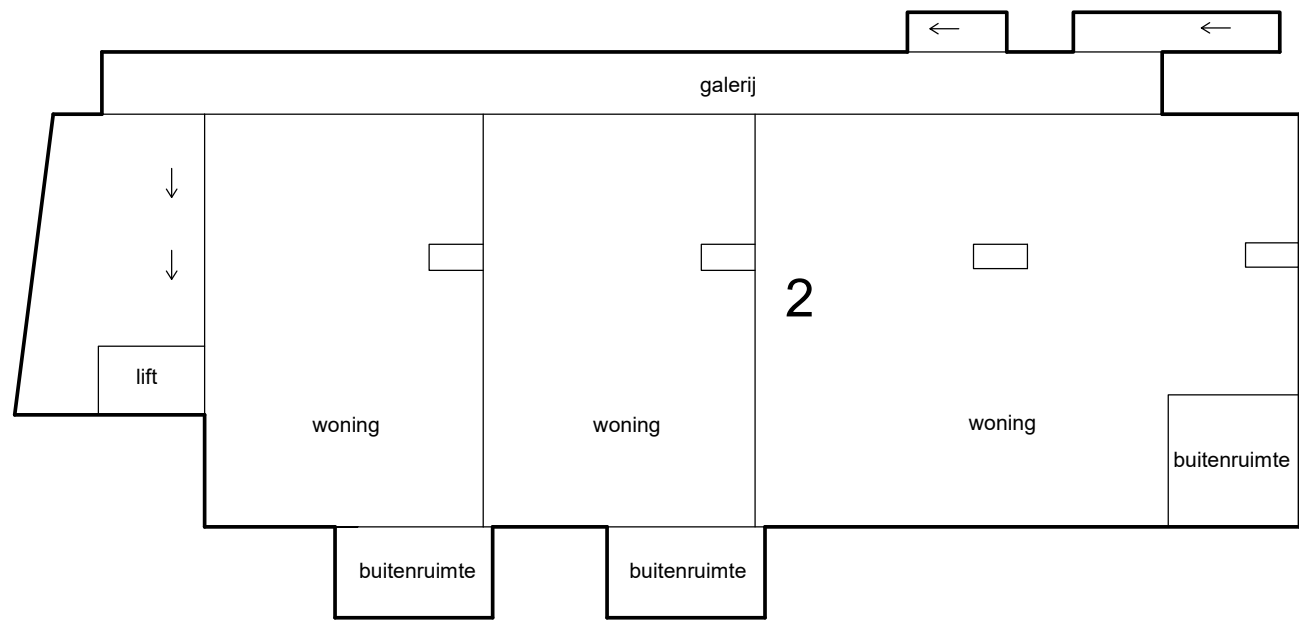 galerij
2
lift
woning
woning
woning
buitenruimte
buitenruimte
buitenruimte